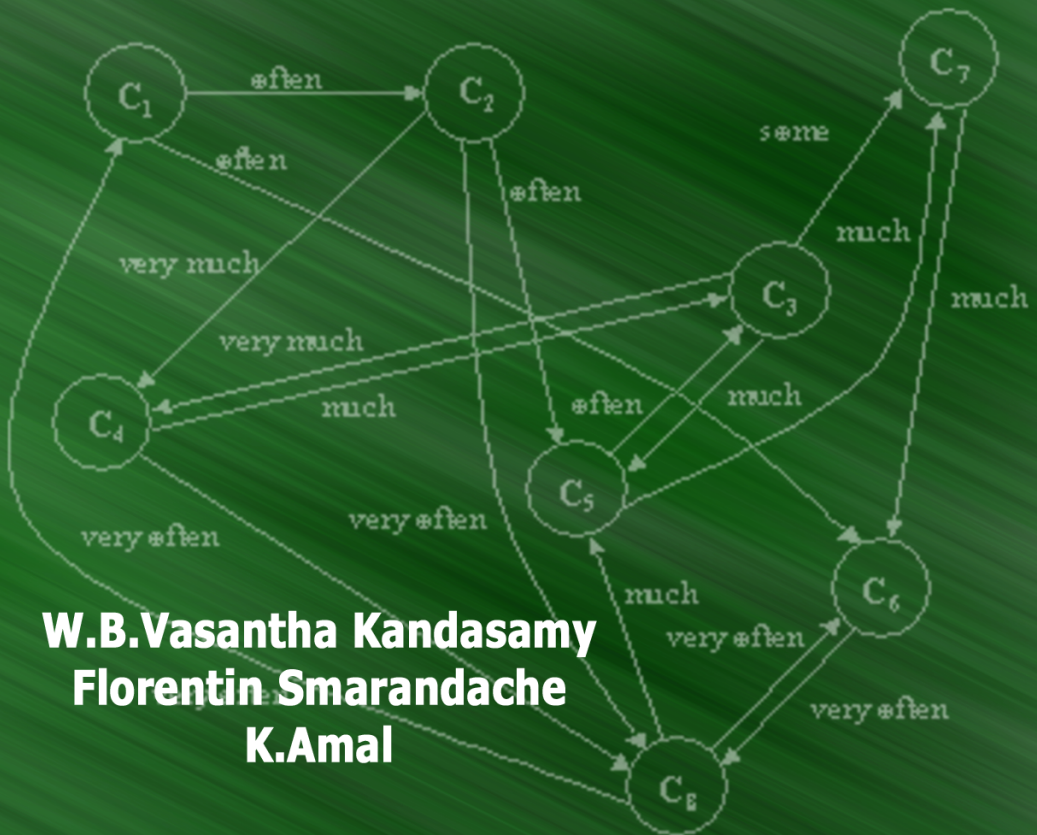 C₁
often
C₂
C₇
some
often
often
much
very much
C₃
much
very much
much
often
much
C₄
C₅
very often
very often
much
C₆
very often
W.B.Vasantha Kandasamy
Florentin Smarandache
K.Amal
very often
C₈